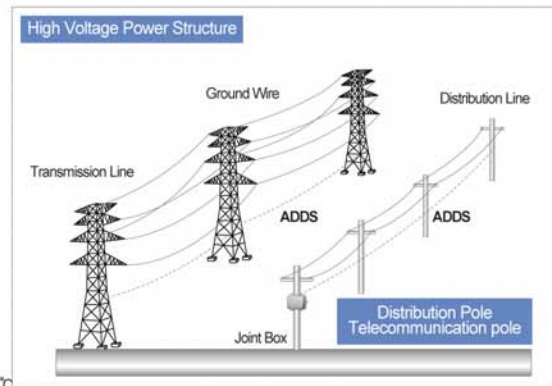 High Voltage Power Structure
Ground Wire
Distribution Line
Transmission Line
ADDS
ADDS
Distribution Pole
Telecommunication pole
Joint Box
"C